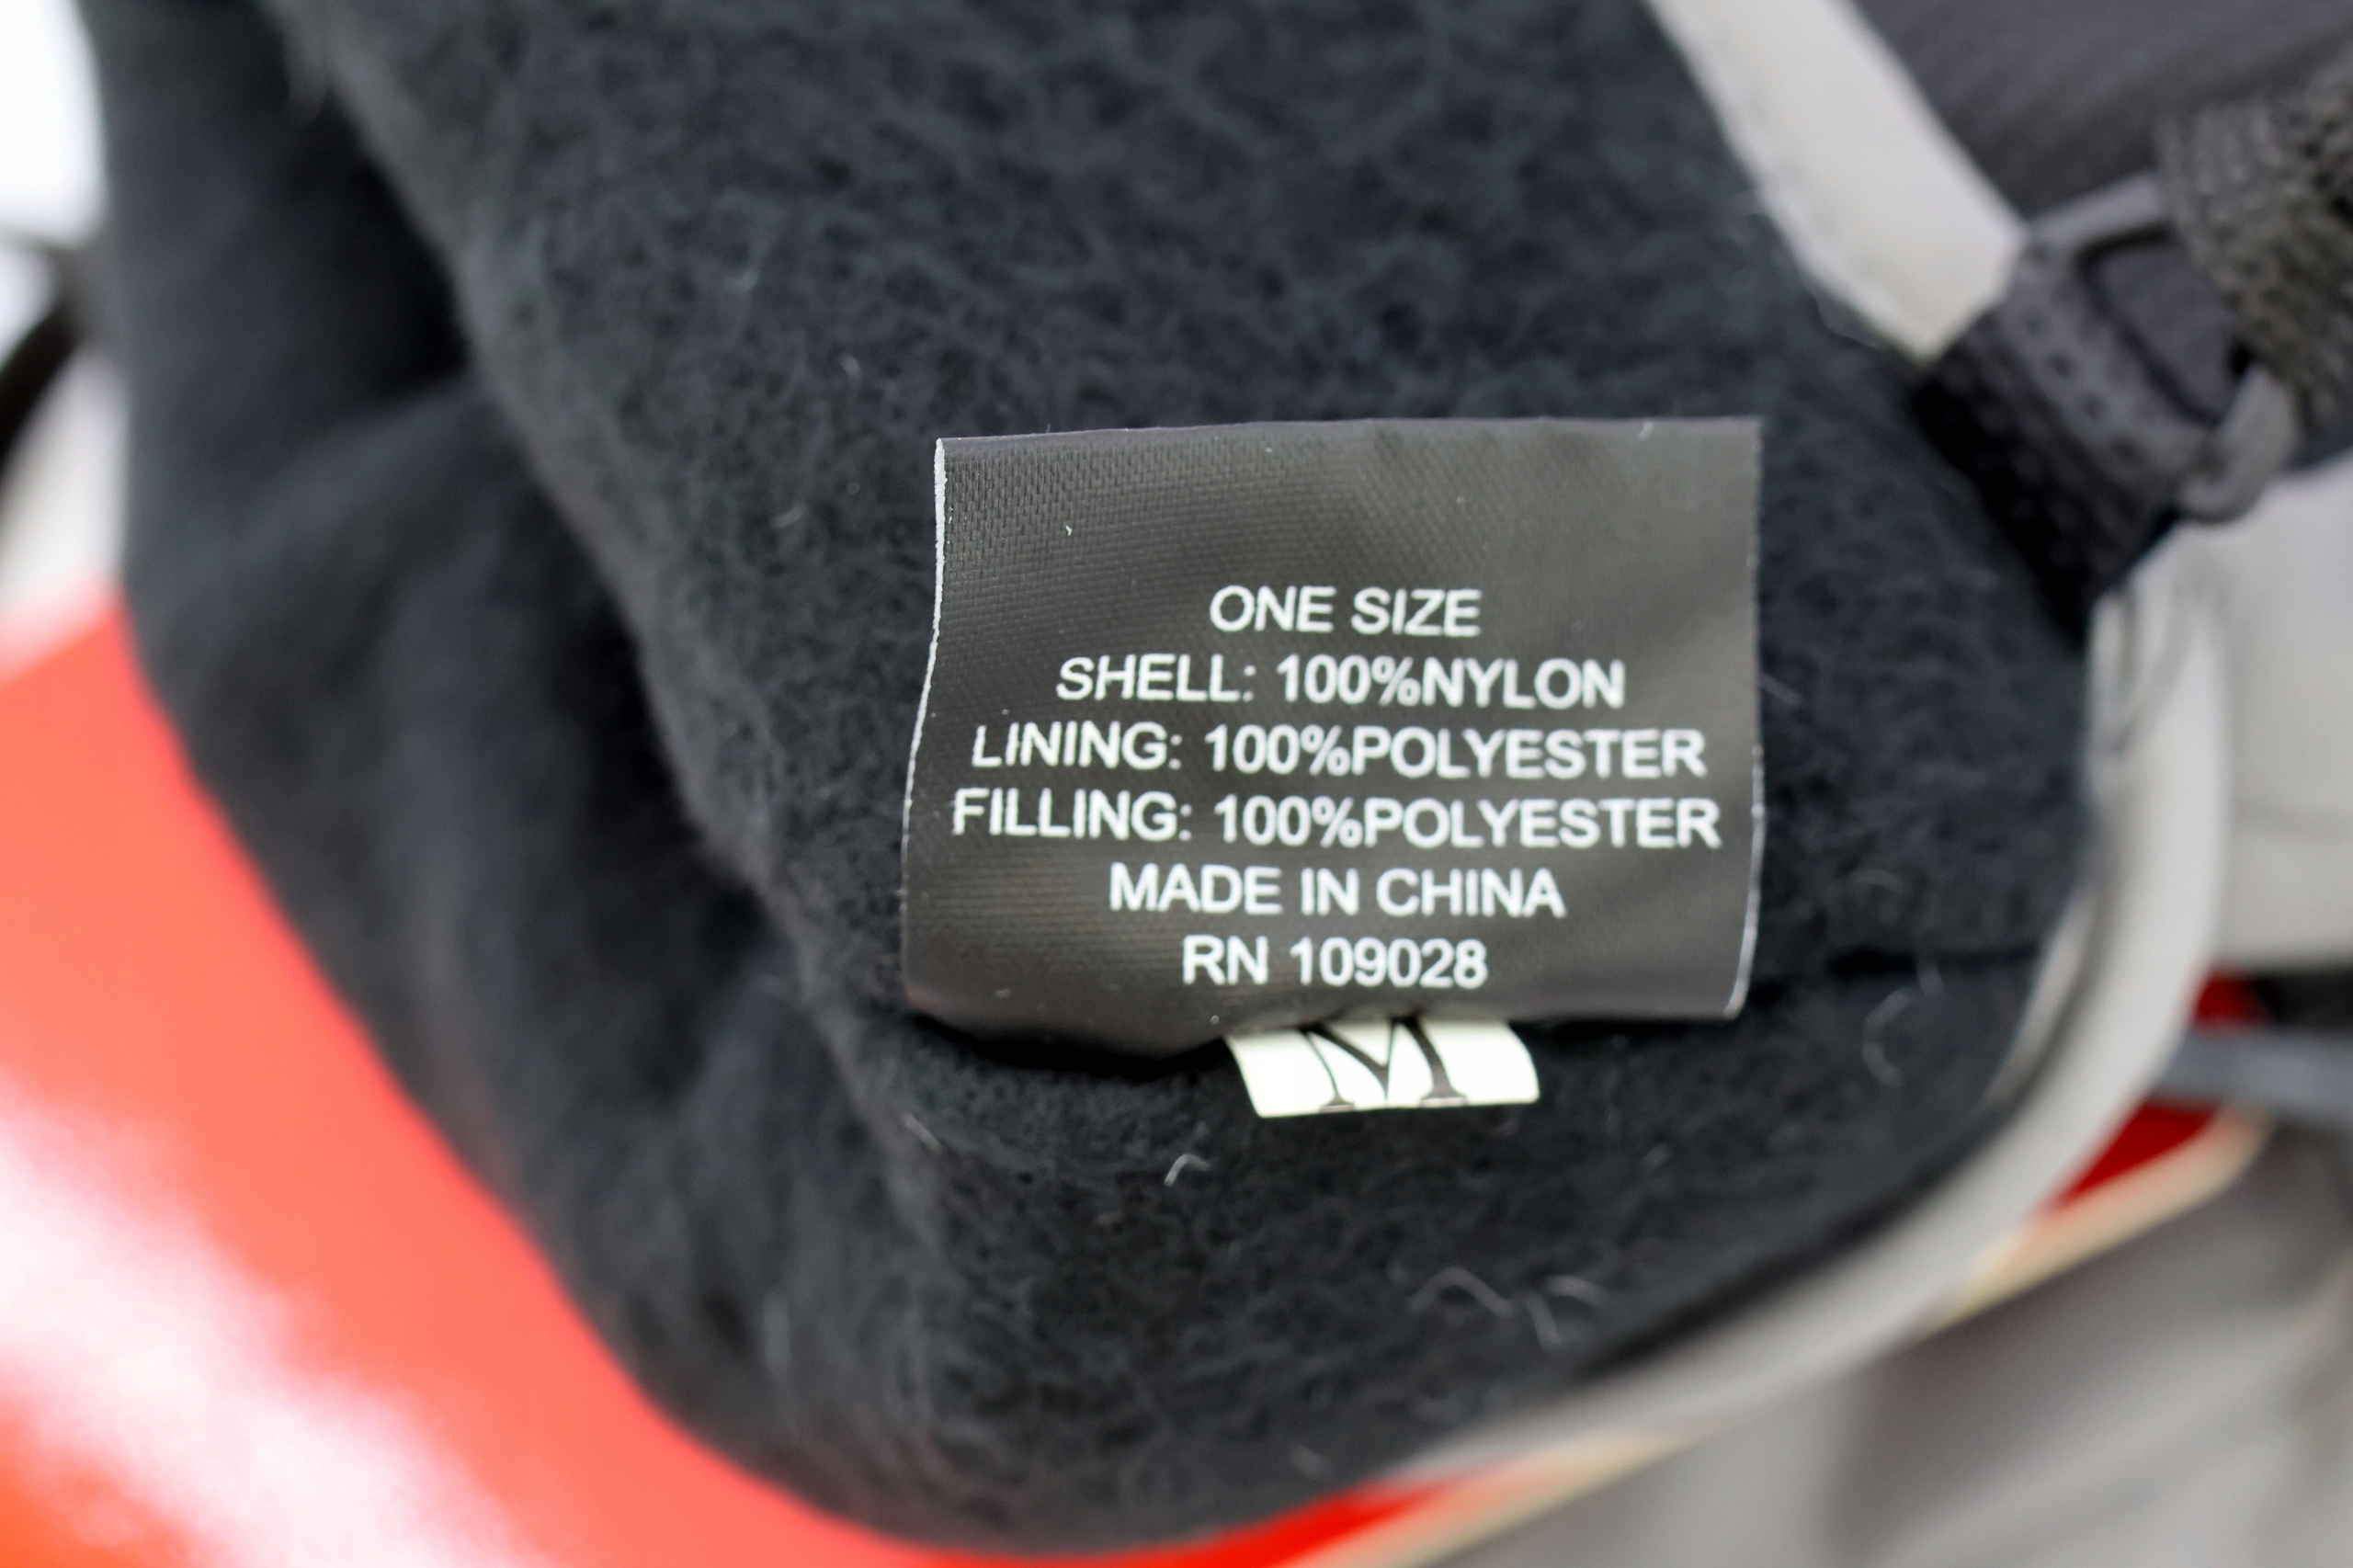 ONE SIZE
SHELL: 100%NYLON
LINING: 100%POLYESTER
FILLING: 100%POLYESTER
MADE IN CHINA
RN 109028
M